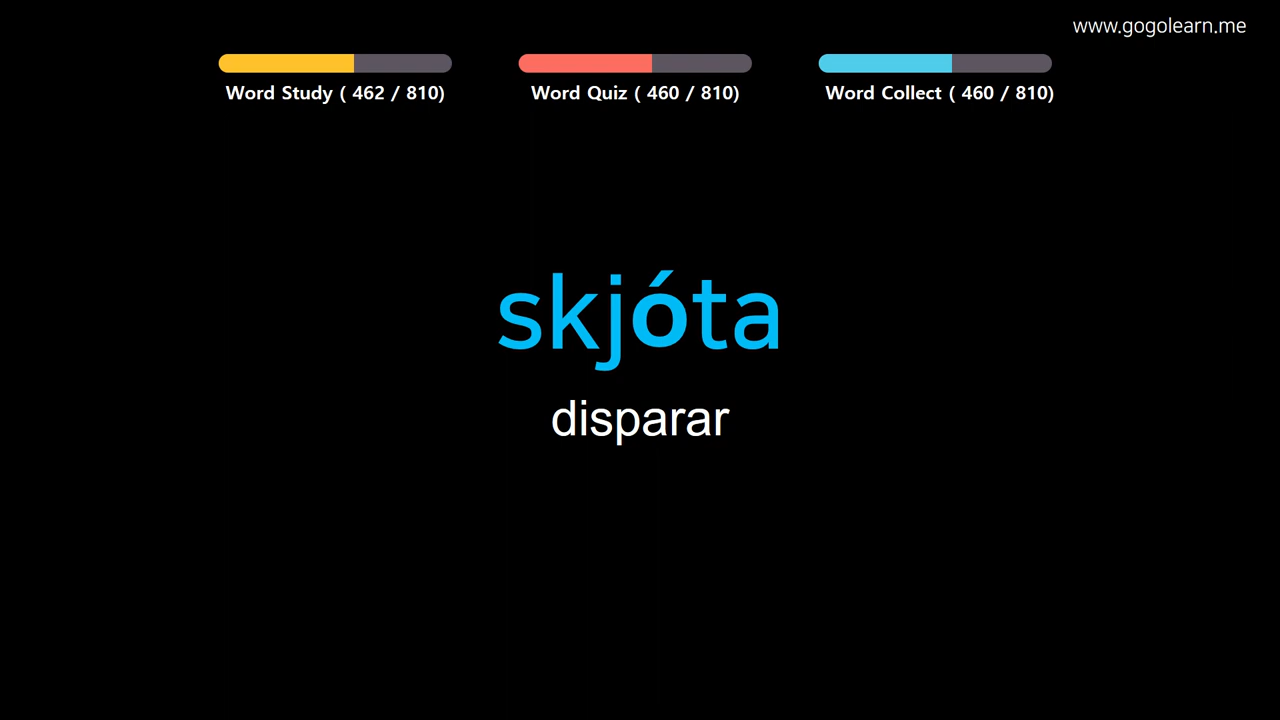 www.gogolearn.me
Word Study ( 462 / 810)
Word Quiz ( 460 / 810)
Word Collect ( 460 / 810)
skjóta
disparar